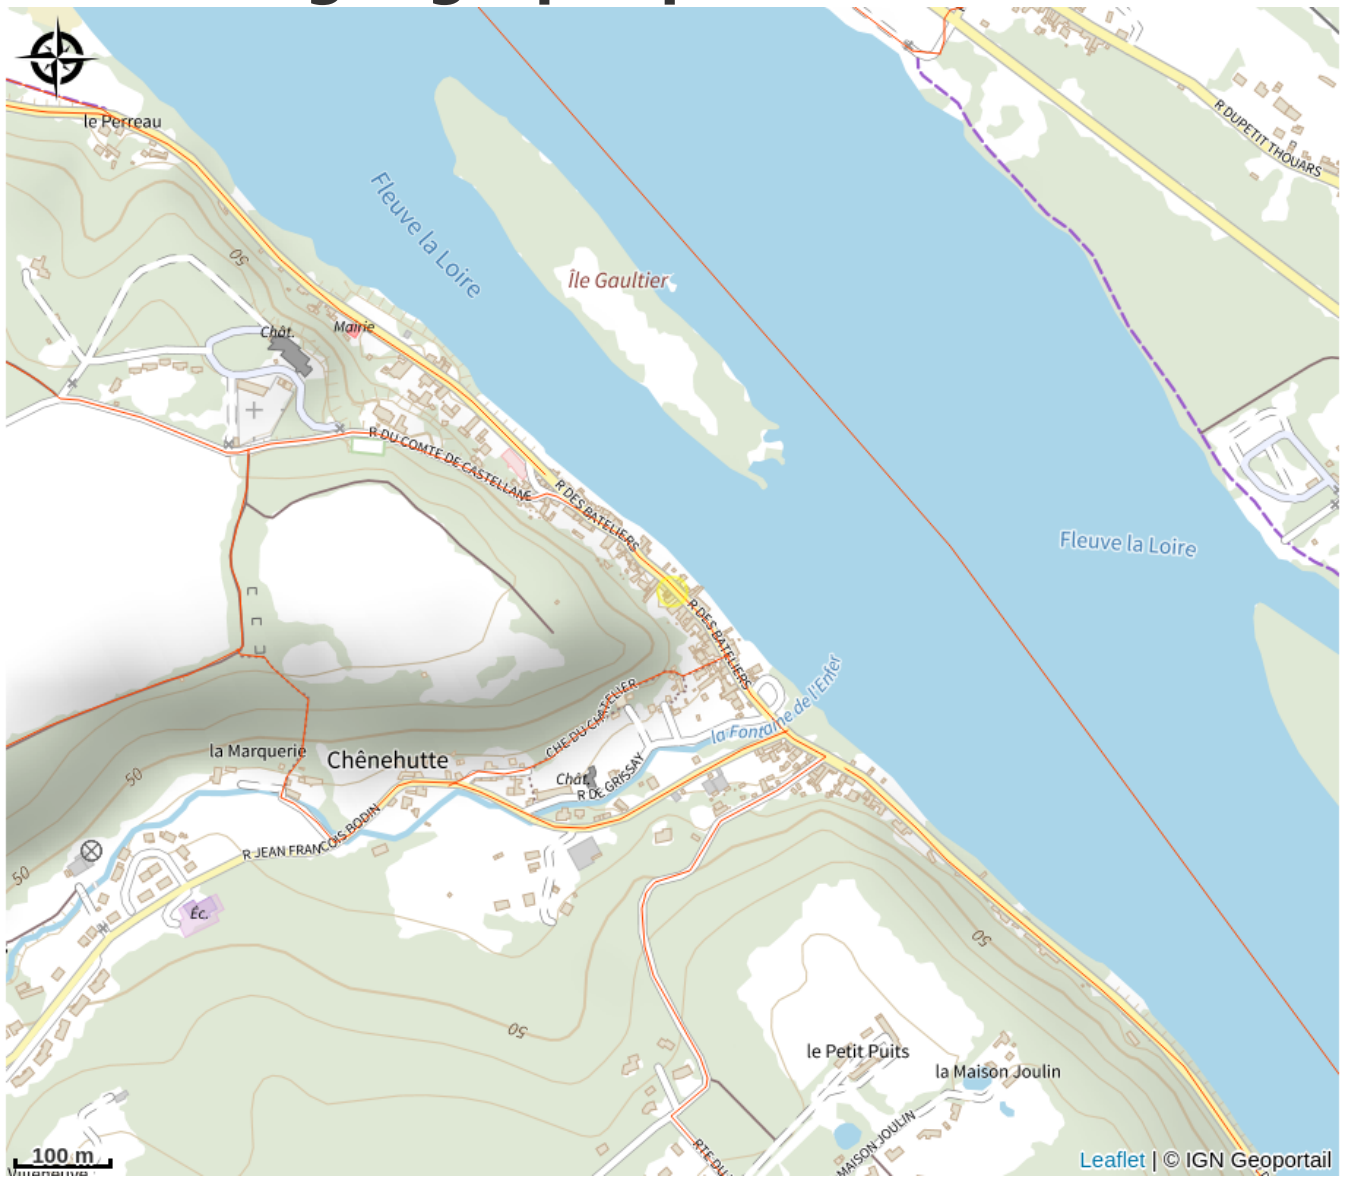 le Perreau
R DUPETIT THOUARS
Fleuve la Loire
50
Île Gaultier
Chât.
Mairie
R DU COMTE DE CASTELLANE
R DES BATELIERS
Fleuve la Loire
R DES BATELIERS
la Fontaine de l'Enfer
CHE DU CHATELIER
la Marquerie
Chênehutte
50
Chât.
R DE GRISSAY
R JEAN FRANCOIS BODIN
50
Éc.
50
50
le Petit Puits
la Maison Joulin
MAISON JOULIN
RTE DU
100 m
Villeneuve
Leaflet | © IGN Geoportail